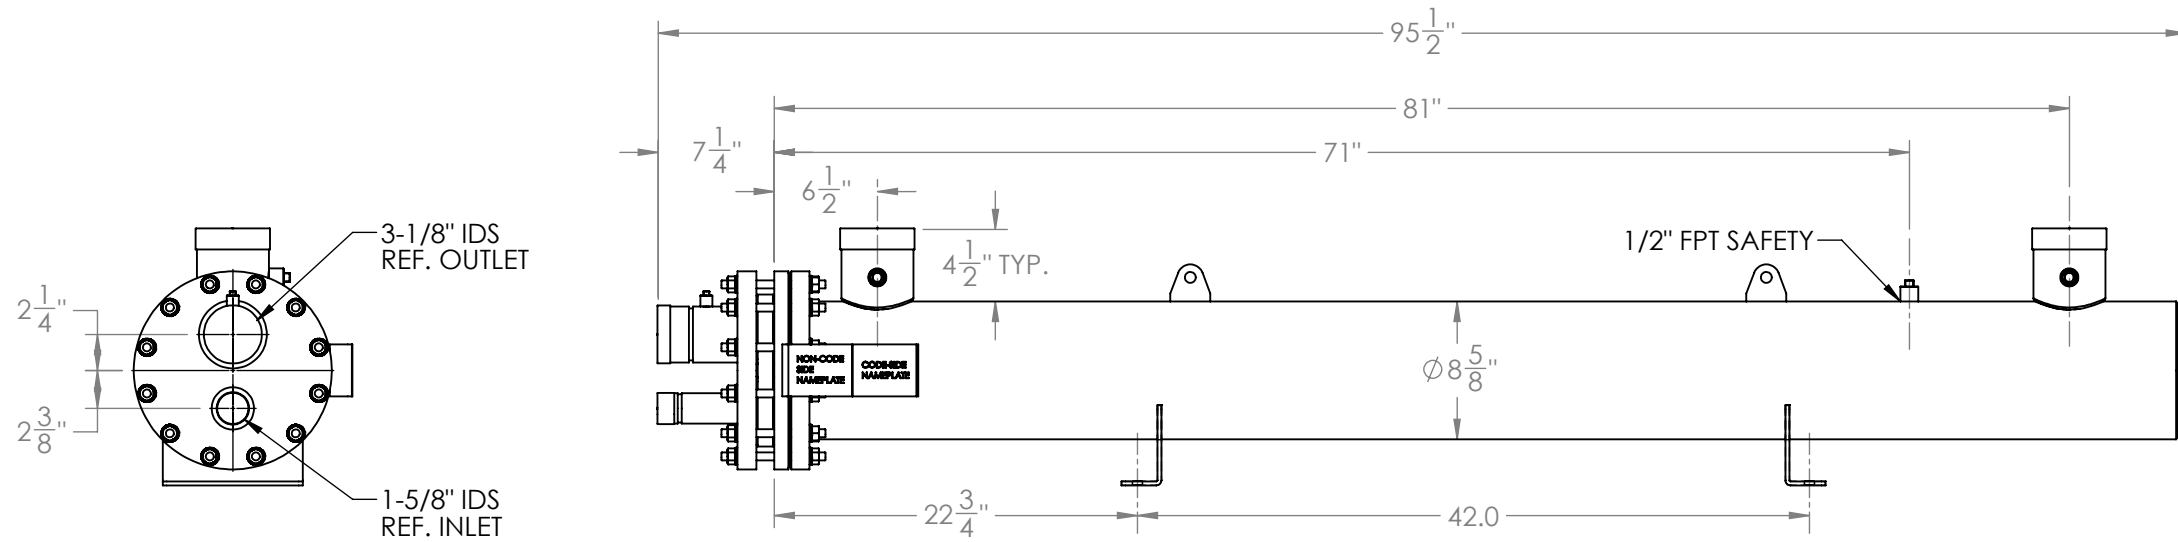 95 1/2"
81"
7 1/4"
71"
6 1/2"
3-1/8" IDS
REF. OUTLET
1/2" FPT SAFETY
4 1/2" TYP.
2 1/4"
NON-CODE
SIDE
NAMEPLATE
CODE-SIDE
NAMEPLATE
Ø8 5/8"
2 3/8"
1-5/8" IDS
REF. INLET
22 3/4"
42.0